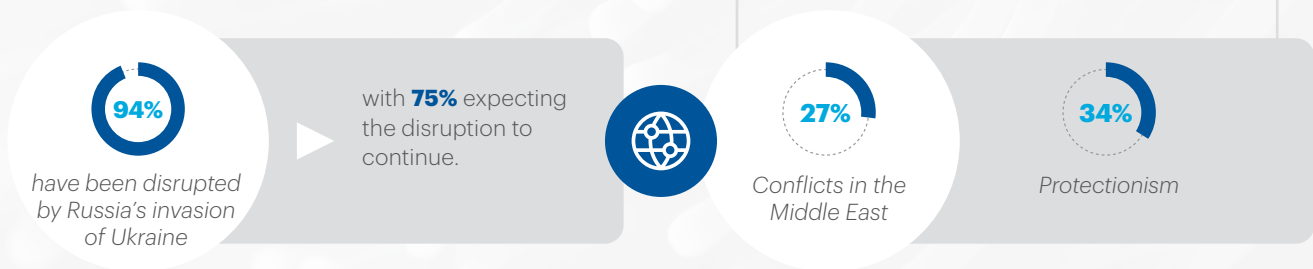 94%
have been disrupted
by Russia's invasion
of Ukraine
with 75% expecting
the disruption to
continue.
27%
Conflicts in the
Middle East
34%
Protectionism